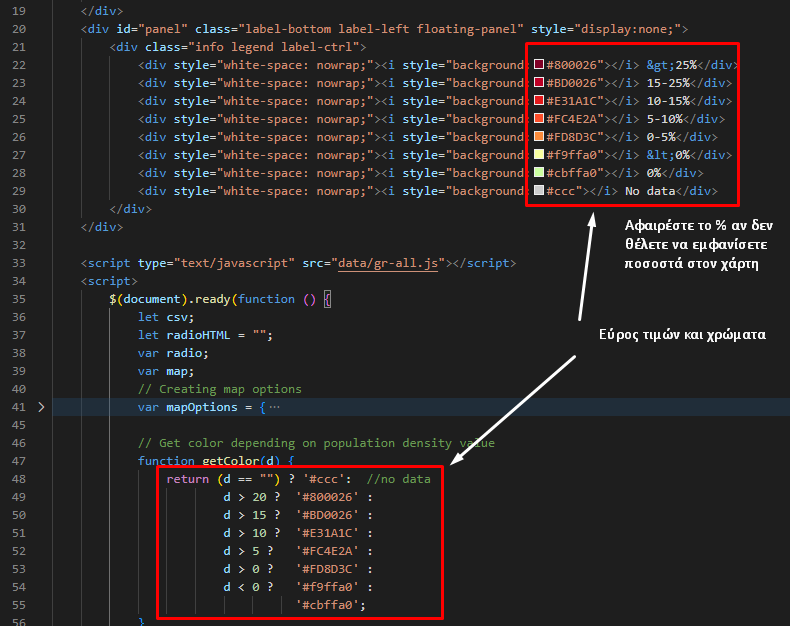 19 </div>
20 <div id="panel" class="label-bottom label-left floating-panel" style="display:none;">
21 <div class="info legend label-ctrl">
22 <div style="white-space: nowrap;"><i style="background #800026"></i> &gt;25%</div>
23 <div style="white-space: nowrap;"><i style="background #BD0026"></i> 15-25%</div>
24 <div style="white-space: nowrap;"><i style="background #E31A1C"></i> 10-15%</div>
25 <div style="white-space: nowrap;"><i style="background #FC4E2A"></i> 5-10%</div>
26 <div style="white-space: nowrap;"><i style="background #FD8D3C"></i> 0-5%</div>
27 <div style="white-space: nowrap;"><i style="background #f9ffa0"></i> &lt;0%</div>
28 <div style="white-space: nowrap;"><i style="background #cbffa0"></i> 0%</div>
29 <div style="white-space: nowrap;"><i style="background #ccc"></i> No data</div>
30 </div>
31 </div>
Αφαιρέστε το % αν δεν
θέλετε να εμφανίσετε
ποσοστά στον χάρτη
32
33 <script type="text/javascript" src="data/gr-all.js"></script>
34 <script>
35 $(document).ready(function () {
36 let csv;
37 let radioHTML = "";
Εύρος τιμών και χρώματα
38 var radio;
39 var map;
40 // Creating map options
41 var mapOptions = { ···
45
46 // Get color depending on population density value
47 function getColor(d) {
48 return (d == "") ? '#ccc': //no data
49 d > 20 ? '#800026' :
50 d > 15 ? '#BD0026' :
51 d > 10 ? '#E31A1C' :
52 d > 5 ? '#FC4E2A' :
53 d > 0 ? '#FD8D3C' :
54 d < 0 ? '#f9ffa0' :
55 '#cbffa0';
56 }